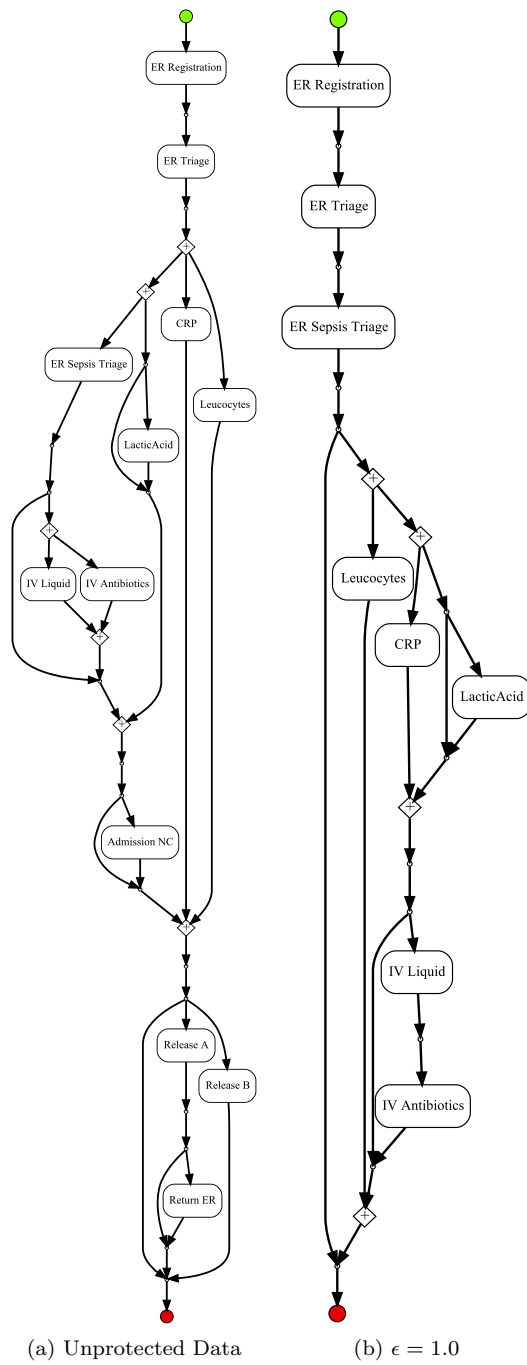 ER Registration
ER Triage
+
+
CRP
ER Sepsis Triage
Leucocytes
LacticAcid
+
IV Liquid
IV Antibiotics
+
+
Admission NC
+
Release A
Release B
Return ER
(a) Unprotected Data
ER Registration
ER Triage
ER Sepsis Triage
+
+
Leucocytes
CRP
LacticAcid
+
IV Liquid
IV Antibiotics
+
(b) ϵ = 1.0